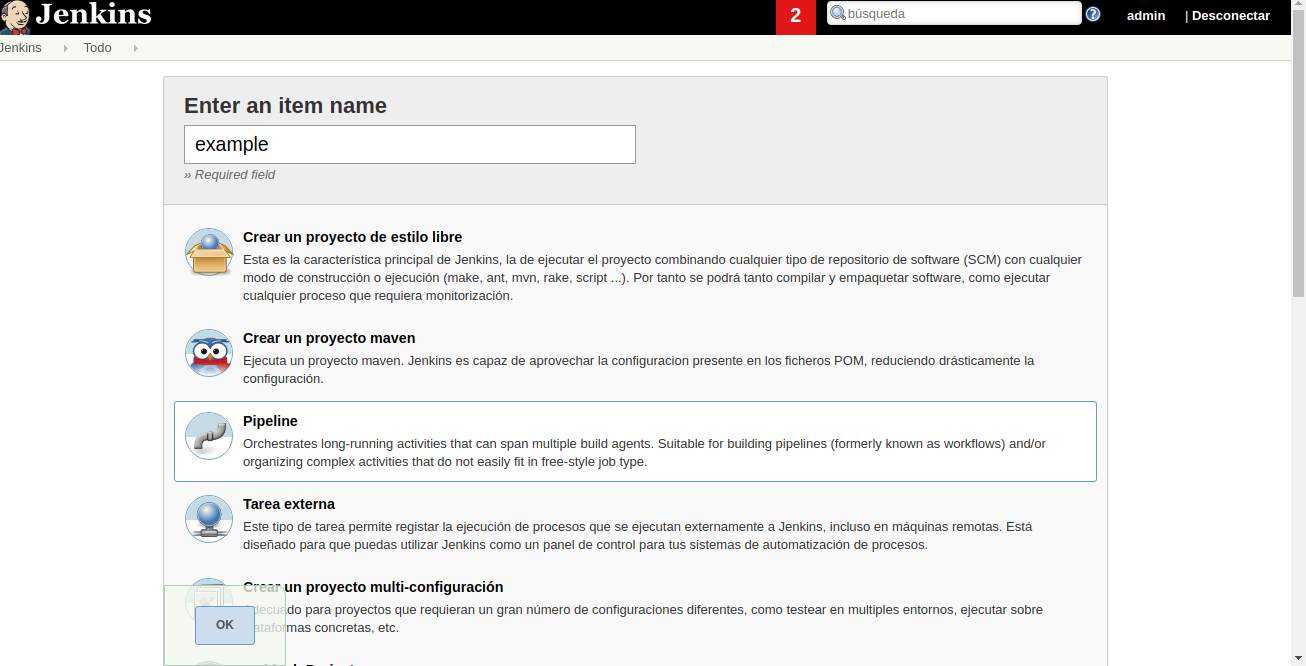 Jenkins
2
búsqueda
admin
| Desconectar
Jenkins
Todo
Enter an item name
example
» Required field
Crear un proyecto de estilo libre
Esta es la característica principal de Jenkins, la de ejecutar el proyecto combinando cualquier tipo de repositorio de software (SCM) con cualquier
modo de construcción o ejecución (make, ant, mvn, rake, script ...). Por tanto se podrá tanto compilar y empaquetar software, como ejecutar
cualquier proceso que requiera monitorización.
Crear un proyecto maven
Ejecuta un proyecto maven. Jenkins es capaz de aprovechar la configuracion presente en los ficheros POM, reduciendo drásticamente la
configuración.
Pipeline
Orchestrates long-running activities that can span multiple build agents. Suitable for building pipelines (formerly known as workflows) and/or
organizing complex activities that do not easily fit in free-style job type.
Tarea externa
Este tipo de tarea permite registar la ejecución de procesos que se ejecutan externamente a Jenkins, incluso en máquinas remotas. Está
diseñado para que puedas utilizar Jenkins como un panel de control para tus sistemas de automatización de procesos.
Crear un proyecto multi-configuración
Adecuado para proyectos que requieran un gran número de configuraciones diferentes, como testear en multiples entornos, ejecutar sobre
plataformas concretas, etc.
OK